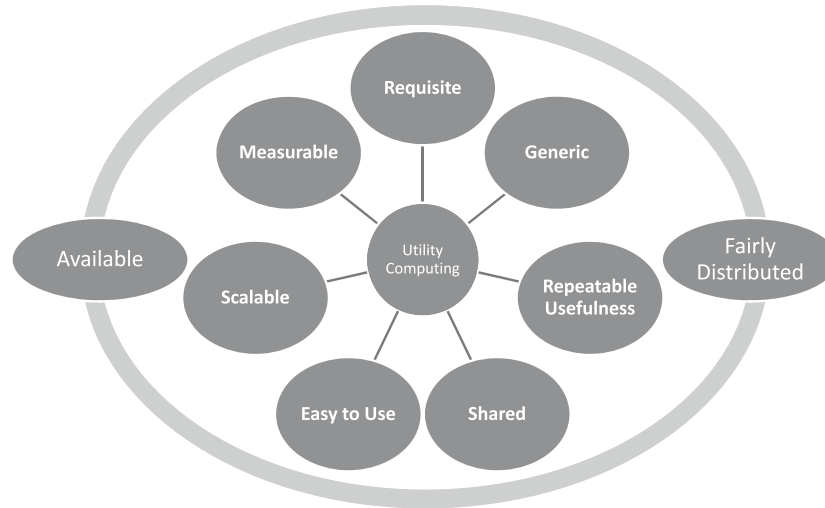 Requisite
Measurable
Generic
Available
Utility
Computing
Fairly
Distributed
Scalable
Repeatable
Usefulness
Easy to Use
Shared